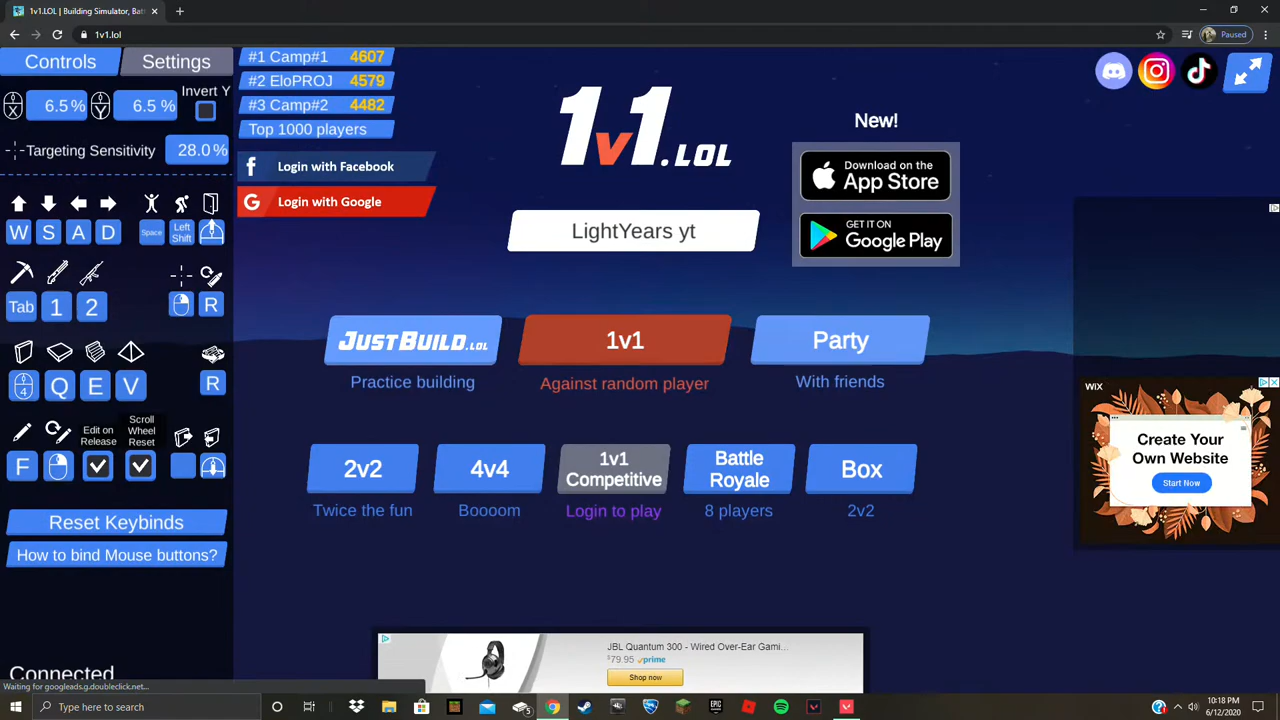 1v1.LOL | Building Simulator, Bat
1v1.lol
Paused
Controls
Settings
#1 Camp#1 4607
#2 EloPROJ 4579
#3 Camp#2 4482
Top 1000 players
X 6.5 % Y 6.5 %
Invert Y
Targeting Sensitivity 28.0 %
Login with Facebook
G Login with Google
1v1.LOL
LightYears yt
New!
Download on the
App Store
GET IT ON
Google Play
W S A D Space Left Shift
Tab 1 2 R
4 Q E V R
Edit on Release
Scroll Wheel Reset
F
Reset Keybinds
How to bind Mouse buttons?
Connected
JUSTBUILD.LOL
Practice building
1v1
Against random player
Party
With friends
2v2
Twice the fun
4v4
Boooom
1v1
Competitive
Login to play
Battle
Royale
8 players
Box
2v2
WIX
Create Your
Own Website
Start Now
JBL Quantum 300 - Wired Over-Ear Gami...
$79.95 prime
Shop now
Waiting for googleads.g.doubleclick.net...
Type here to search
5
EPIC
10:18 PM
6/12/2020